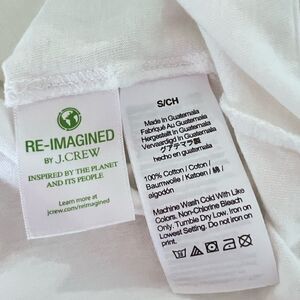 RE-IMAGINED
BY J.CREW
INSPIRED BY THE PLANET
AND ITS PEOPLE
Learn more at
jcrew.com/reimagined
S/CH
Made in Guatemala
Fabriqué Au Guatemala
Hergestellt in Guatemala
Vervaardigd in Guatemala
グアテマラ製
hecho en guatemala
100% Cotton / Coton /
Baumwolle / Katoen / 綿 /
algodón
Machine Wash Cold With Like
Colors. Non-Chlorine Bleach
Only. Tumble Dry Low. Iron on
Lowest Setting. Do not iron on
Trim.